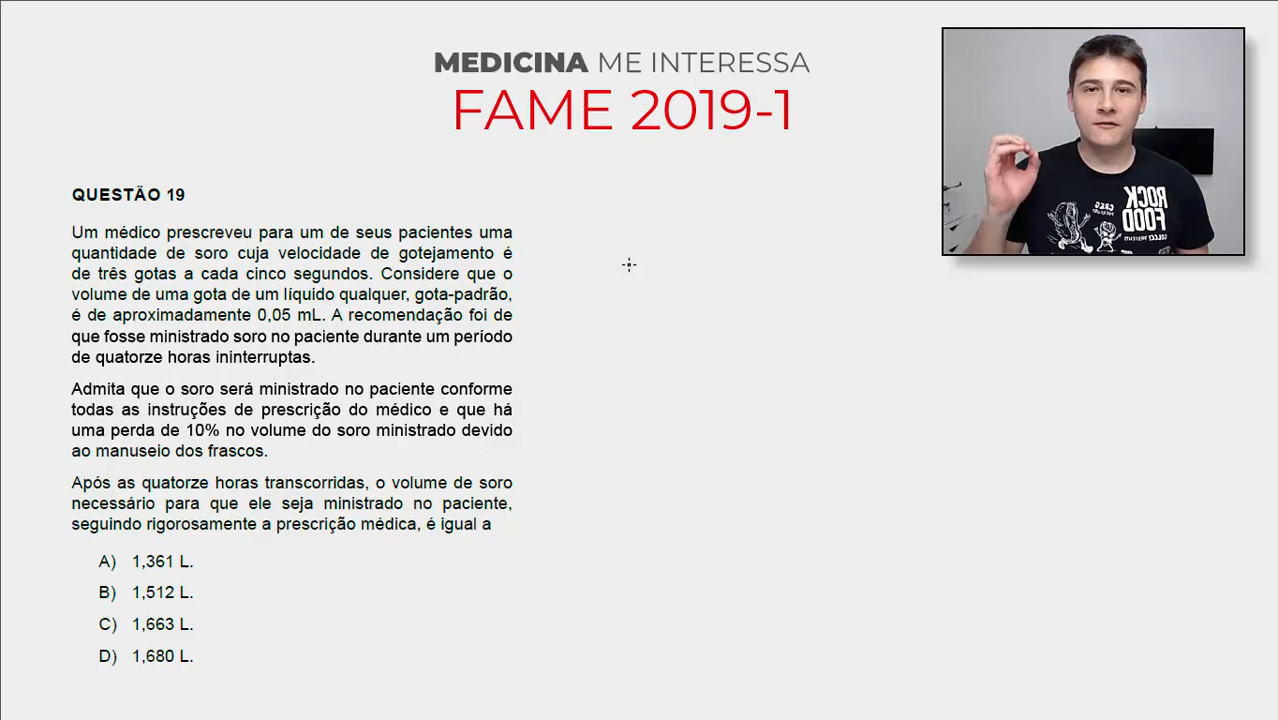 MEDICINA ME INTERESSA
FAME 2019-1
QUESTÃO 19
Um médico prescreveu para um de seus pacientes uma
quantidade de soro cuja velocidade de gotejamento é
de três gotas a cada cinco segundos. Considere que o
volume de uma gota de um líquido qualquer, gota-padrão,
é de aproximadamente 0,05 mL. A recomendação foi de
que fosse ministrado soro no paciente durante um período
de quatorze horas ininterruptas.
Admita que o soro será ministrado no paciente conforme
todas as instruções de prescrição do médico e que há
uma perda de 10% no volume do soro ministrado devido
ao manuseio dos frascos.
Após as quatorze horas transcorridas, o volume de soro
necessário para que ele seja ministrado no paciente,
seguindo rigorosamente a prescrição médica, é igual a
A) 1,361 L.
B) 1,512 L.
C) 1,663 L.
D) 1,680 L.
ROCK
FOOD